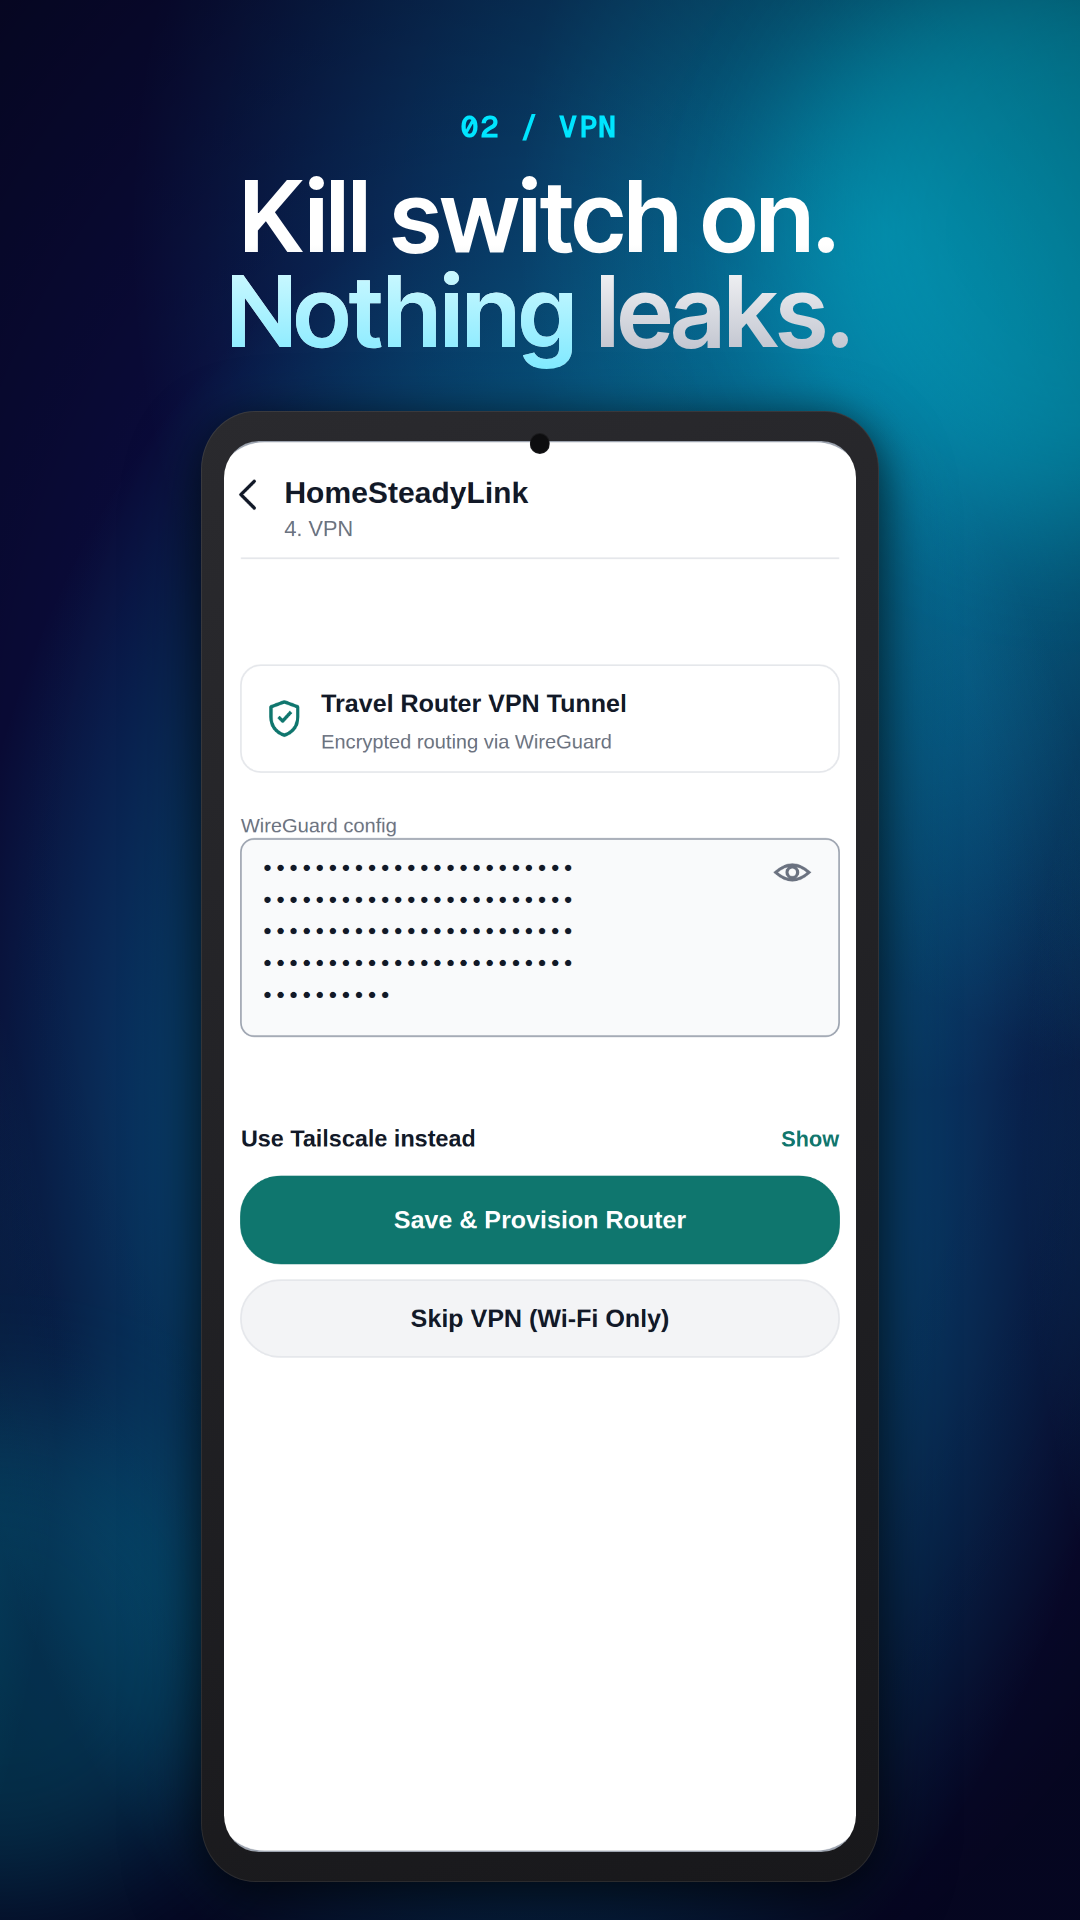 02 / VPN
Kill switch on.
Nothing leaks.
HomeSteadyLink
4. VPN
Travel Router VPN Tunnel
Encrypted routing via WireGuard
WireGuard config
••••••••••••••••••••••••
••••••••••••••••••••••••
••••••••••••••••••••••••
••••••••••••••••••••••••
••••••••••
Use Tailscale instead
Show
Save & Provision Router
Skip VPN (Wi-Fi Only)